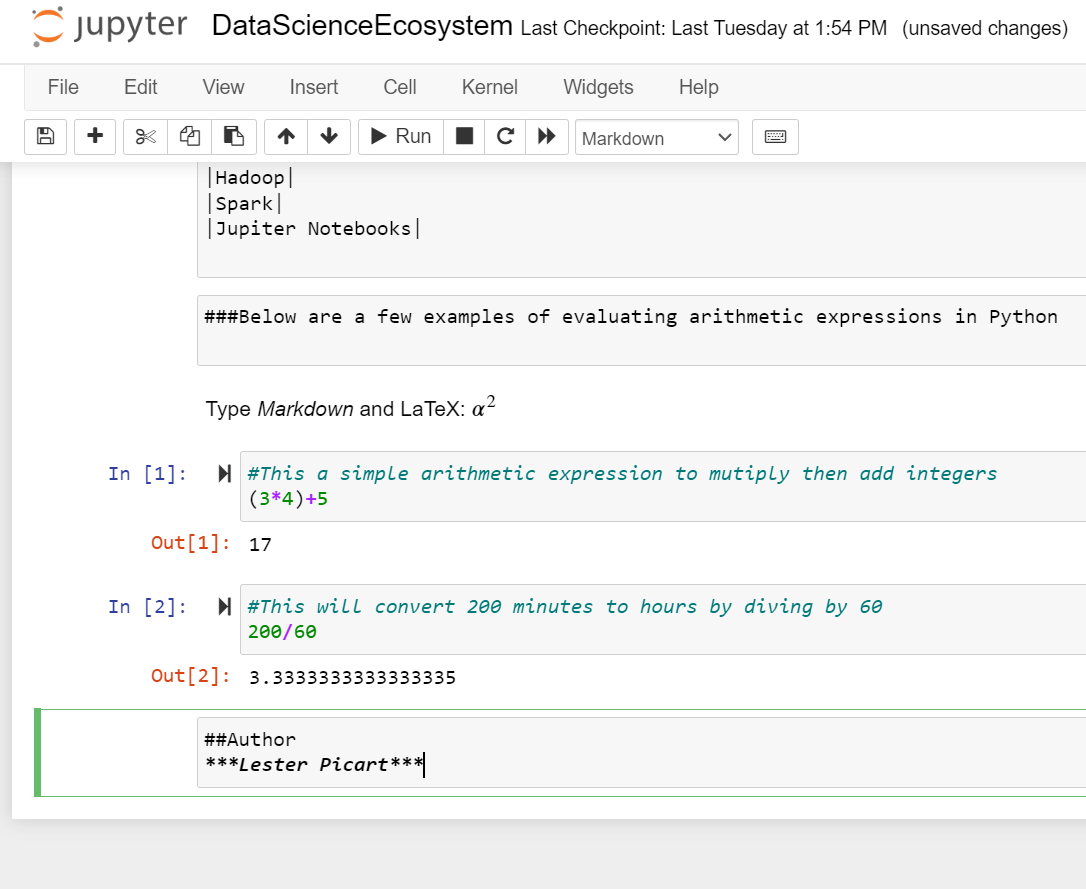 jupyter DataScienceEcosystem Last Checkpoint: Last Tuesday at 1:54 PM (unsaved changes)
File Edit View Insert Cell Kernel Widgets Help
Run Markdown
|Hadoop|
|Spark|
|Jupiter Notebooks|
###Below are a few examples of evaluating arithmetic expressions in Python
Type Markdown and LaTeX: α²
In [1]: #This a simple arithmetic expression to mutiply then add integers
(3*4)+5
Out[1]: 17
In [2]: #This will convert 200 minutes to hours by diving by 60
200/60
Out[2]: 3.3333333333333335
##Author
***Lester Picart***